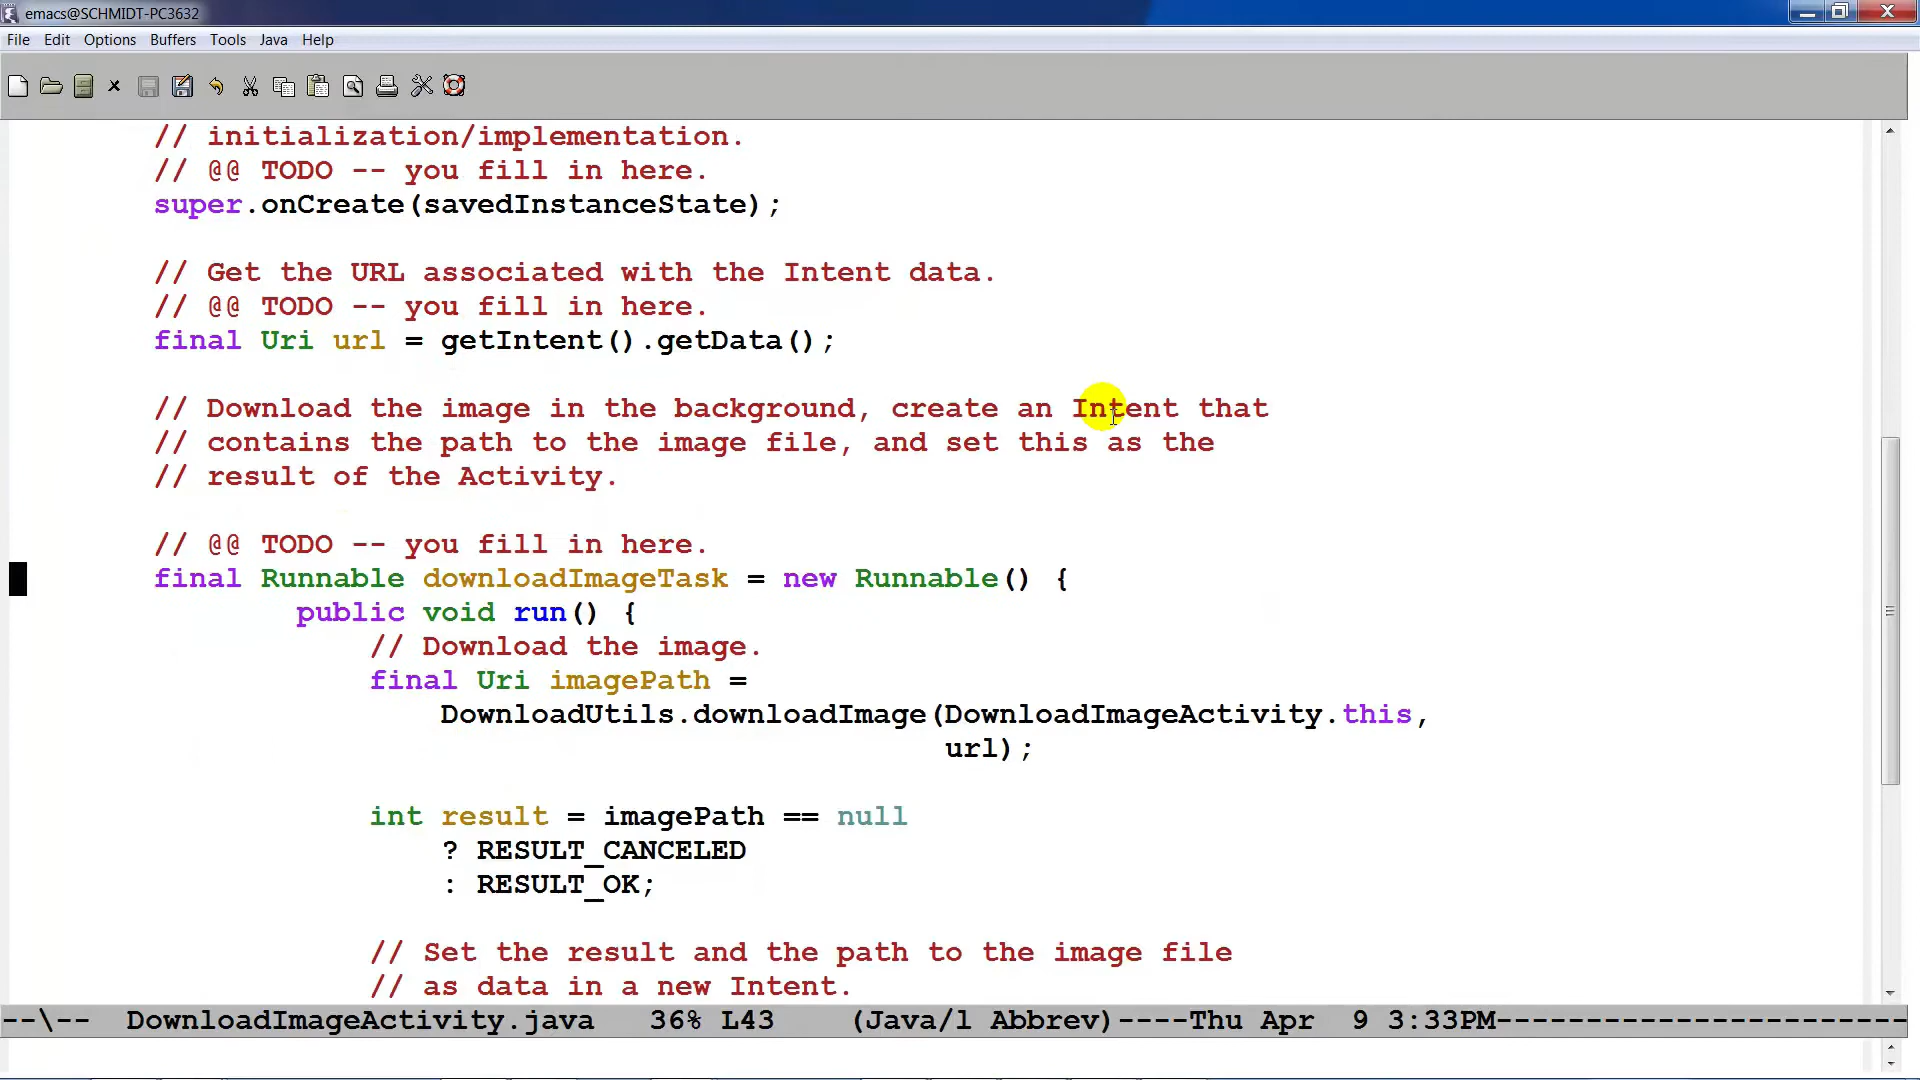 emacs@SCHMIDT-PC3632
File Edit Options Buffers Tools Java Help
// initialization/implementation.
// @@ TODO -- you fill in here.
super.onCreate(savedInstanceState);
// Get the URL associated with the Intent data.
// @@ TODO -- you fill in here.
final Uri url = getIntent().getData();
// Download the image in the background, create an Intent that
// contains the path to the image file, and set this as the
// result of the Activity.
// @@ TODO -- you fill in here.
final Runnable downloadImageTask = new Runnable() {
public void run() {
// Download the image.
final Uri imagePath =
DownloadUtils.downloadImage(DownloadImageActivity.this,
url);
int result = imagePath == null
? RESULT_CANCELED
: RESULT_OK;
// Set the result and the path to the image file
// as data in a new Intent.
--\-- DownloadImageActivity.java 36% L43 (Java/l Abbrev)----Thu Apr 9 3:33PM-----------------------